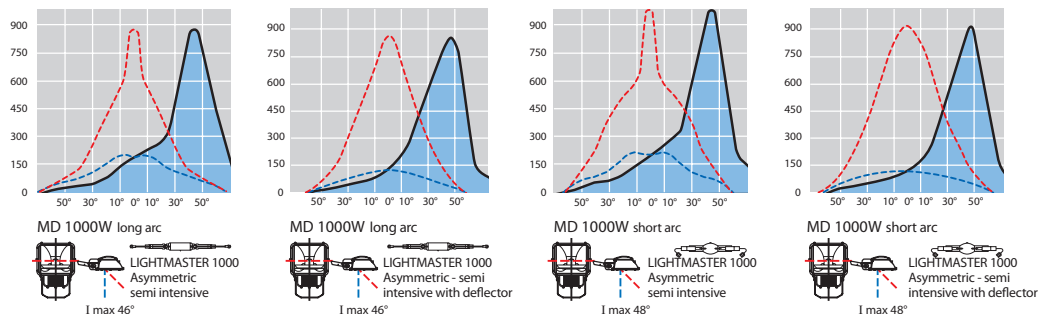 900
750
600
450
300
150
0
50° 30° 10° 0° 10° 30° 50°
MD 1000W long arc
LIGHTMASTER 1000
Asymmetric
semi intensive
I max 46°
900
750
600
450
300
150
0
50° 30° 10° 0° 10° 30° 50°
MD 1000W long arc
LIGHTMASTER 1000
Asymmetric - semi
intensive with deflector
I max 46°
900
750
600
450
300
150
0
50° 30° 10° 0° 10° 30° 50°
MD 1000W short arc
LIGHTMASTER 1000
Asymmetric
semi intensive
I max 48°
900
750
600
450
300
150
0
50° 30° 10° 0° 10° 30° 50°
MD 1000W short arc
LIGHTMASTER 1000
Asymmetric - semi
intensive with deflector
I max 48°